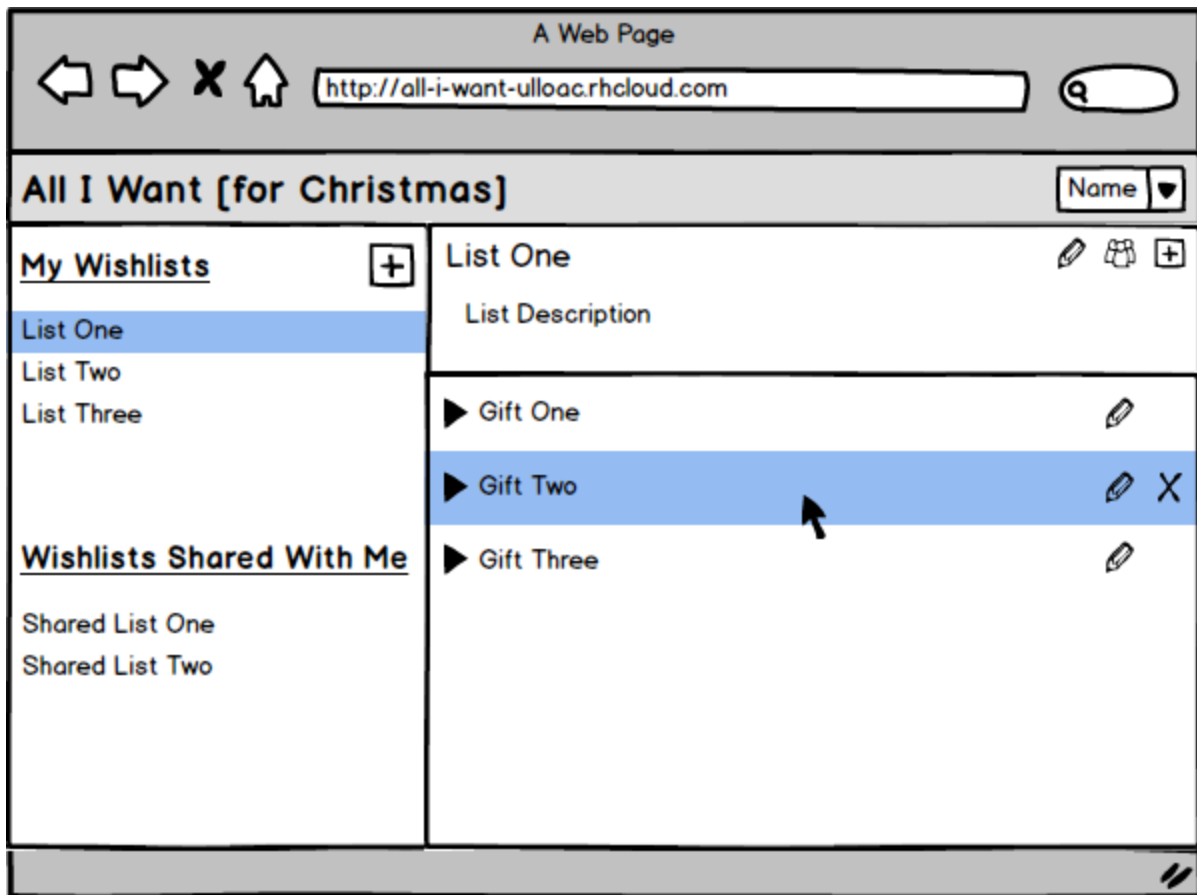 A Web Page
http://all-i-want-ulloac.rhcloud.com
All I Want [for Christmas]
Name
My Wishlists
List One
List Two
List Three
Wishlists Shared With Me
Shared List One
Shared List Two
List One
List Description
Gift One
Gift Two
Gift Three